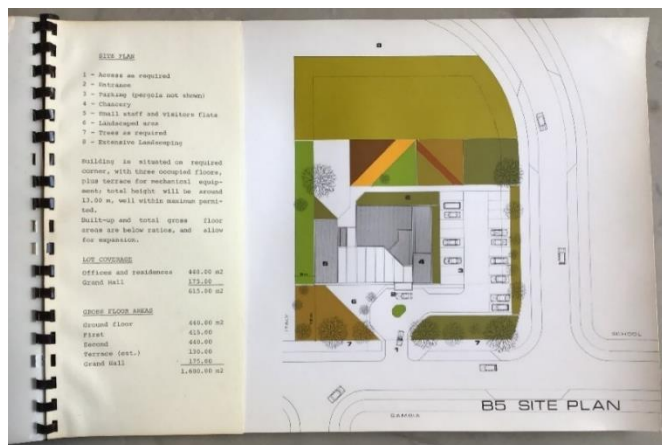 SITE PLAN
1 - Access as required
2 - Entrance
3 - Parking (pergola not shown)
4 - Chancery
5 - Small staff and visitors flats
6 - Landscaped area
7 - Trees as required
8 - Extensive Landscaping
Building is situated on required
corner, with three occupied floors,
plus terrace for mechanical equip-
ment; total height will be around
13.00 m, well within maximum permi-
ted.
Built-up and total gross floor
areas are below ratios, and allow
for expansion.
LOT COVERAGE
Offices and residences 440.00 m2
Grand Hall 175.00
615.00 m2
GROSS FLOOR AREAS
Ground floor 440.00 m2
First 415.00
Second 440.00
Terrace (est.) 130.00
Grand Hall 175.00
1.600.00 m2
ITALY
SCHOOL
GAMBIA
B5 SITE PLAN